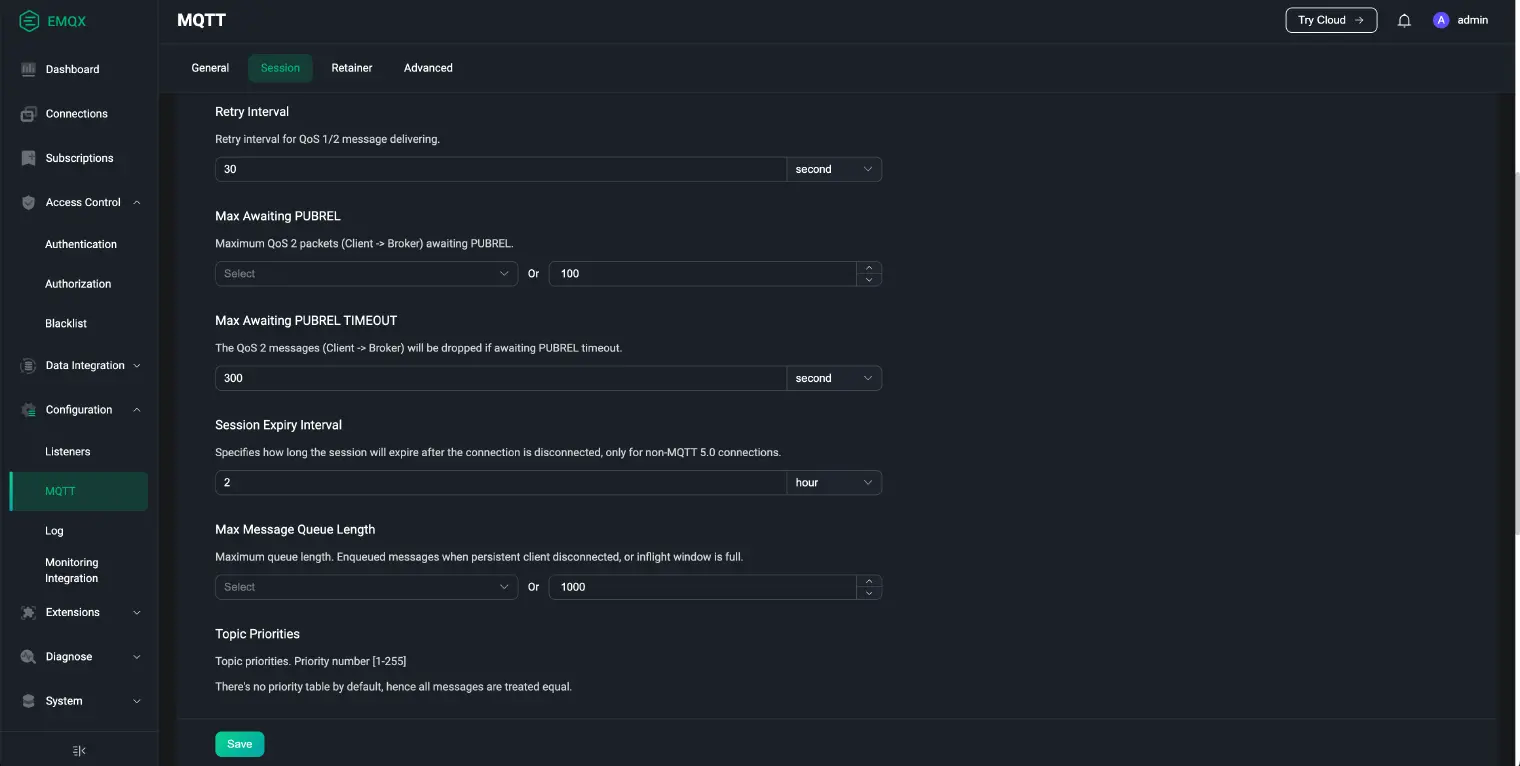 EMQX
MQTT
Try Cloud →
A admin
Dashboard
Connections
Subscriptions
Access Control
Authentication
Authorization
Blacklist
Data Integration
Configuration
Listeners
MQTT
Log
Monitoring
Integration
Extensions
Diagnose
System
General Session Retainer Advanced
Retry Interval
Retry interval for QoS 1/2 message delivering.
30 second
Max Awaiting PUBREL
Maximum QoS 2 packets (Client -> Broker) awaiting PUBREL.
Select Or 100
Max Awaiting PUBREL TIMEOUT
The QoS 2 messages (Client -> Broker) will be dropped if awaiting PUBREL timeout.
300 second
Session Expiry Interval
Specifies how long the session will expire after the connection is disconnected, only for non-MQTT 5.0 connections.
2 hour
Max Message Queue Length
Maximum queue length. Enqueued messages when persistent client disconnected, or inflight window is full.
Select Or 1000
Topic Priorities
Topic priorities. Priority number [1-255]
There's no priority table by default, hence all messages are treated equal.
Save